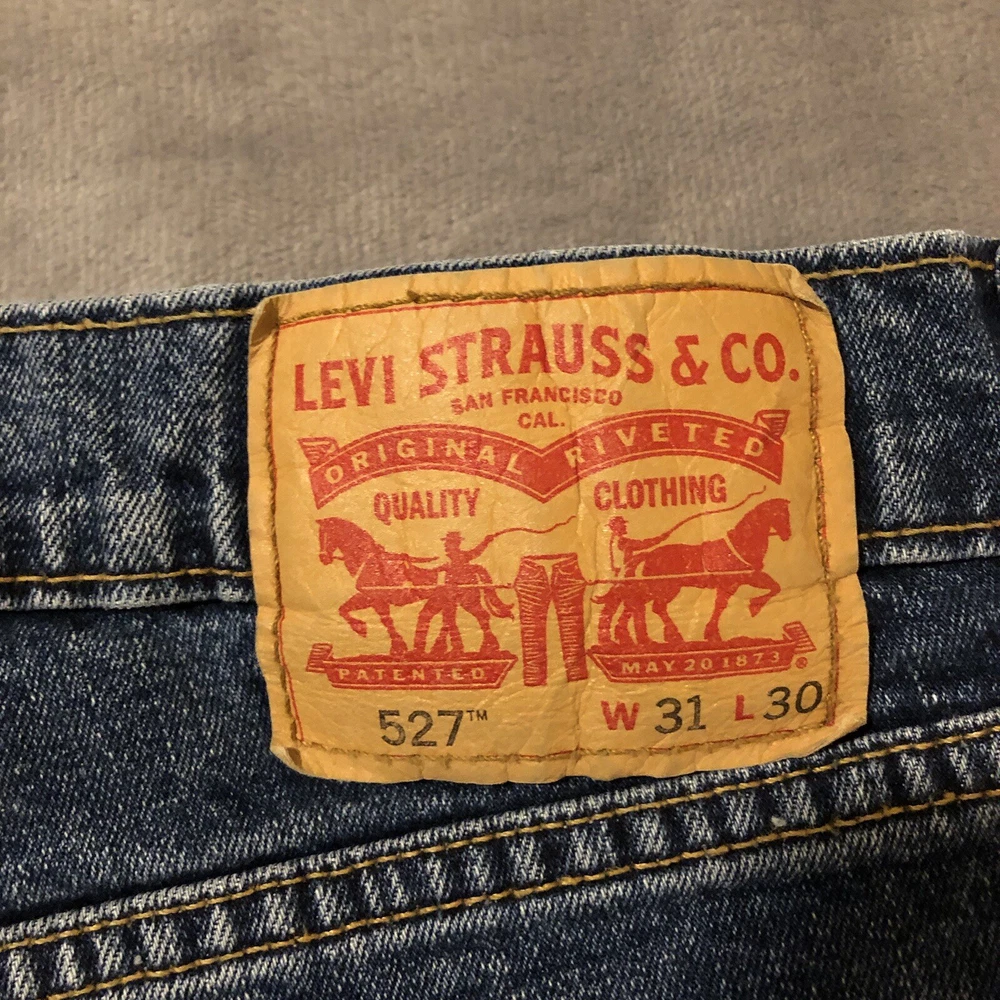 LEVI STRAUSS & CO.
SAN FRANCISCO
CAL.
ORIGINAL RIVETED
QUALITY CLOTHING
PATENTED MAY 20 1873 ®
527™ W 31 L 30